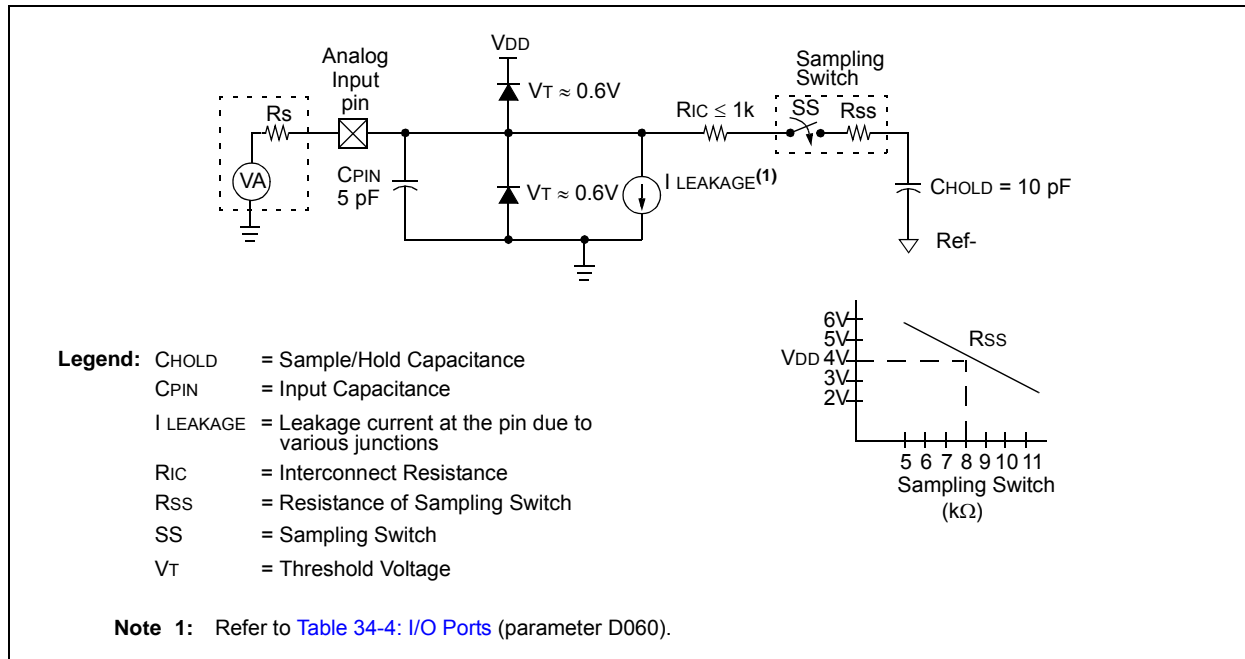 VDD
Analog
Input
pin
Sampling
Switch
VT ≈ 0.6V
RIC ≤ 1k
SS
Rss
Rs
VA
CPIN
5 pF
VT ≈ 0.6V
I LEAKAGE(1)
CHOLD = 10 pF
Ref-
6V
5V
VDD 4V
3V
2V
RSS
5 6 7 8 9 10 11
Sampling Switch
(kΩ)
Legend: CHOLD = Sample/Hold Capacitance
CPIN = Input Capacitance
I LEAKAGE = Leakage current at the pin due to
various junctions
RIC = Interconnect Resistance
RSS = Resistance of Sampling Switch
SS = Sampling Switch
VT = Threshold Voltage
Note 1: Refer to Table 34-4: I/O Ports (parameter D060).